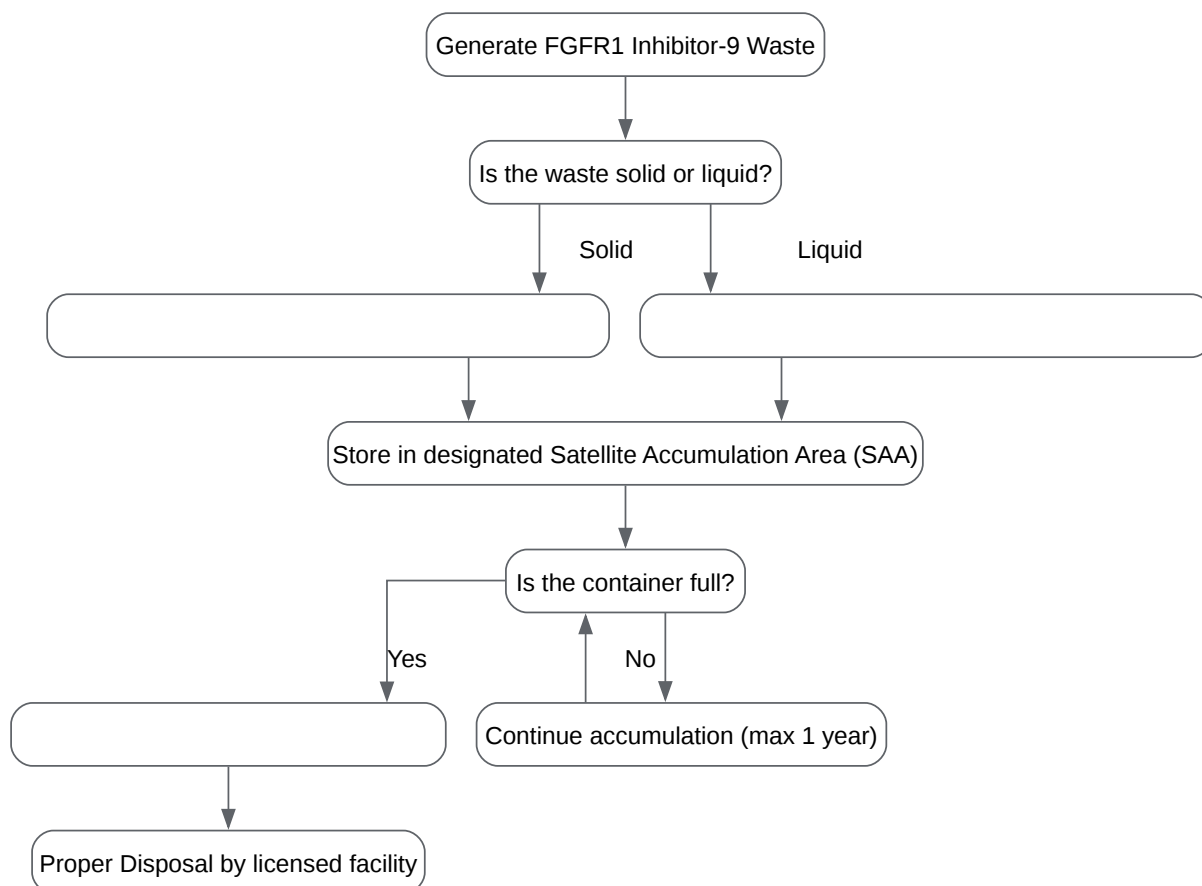 Generate FGFR1 Inhibitor-9 Waste
Is the waste solid or liquid?
Solid
Liquid
Store in designated Satellite Accumulation Area (SAA)
Is the container full?
Yes
No
Continue accumulation (max 1 year)
Proper Disposal by licensed facility